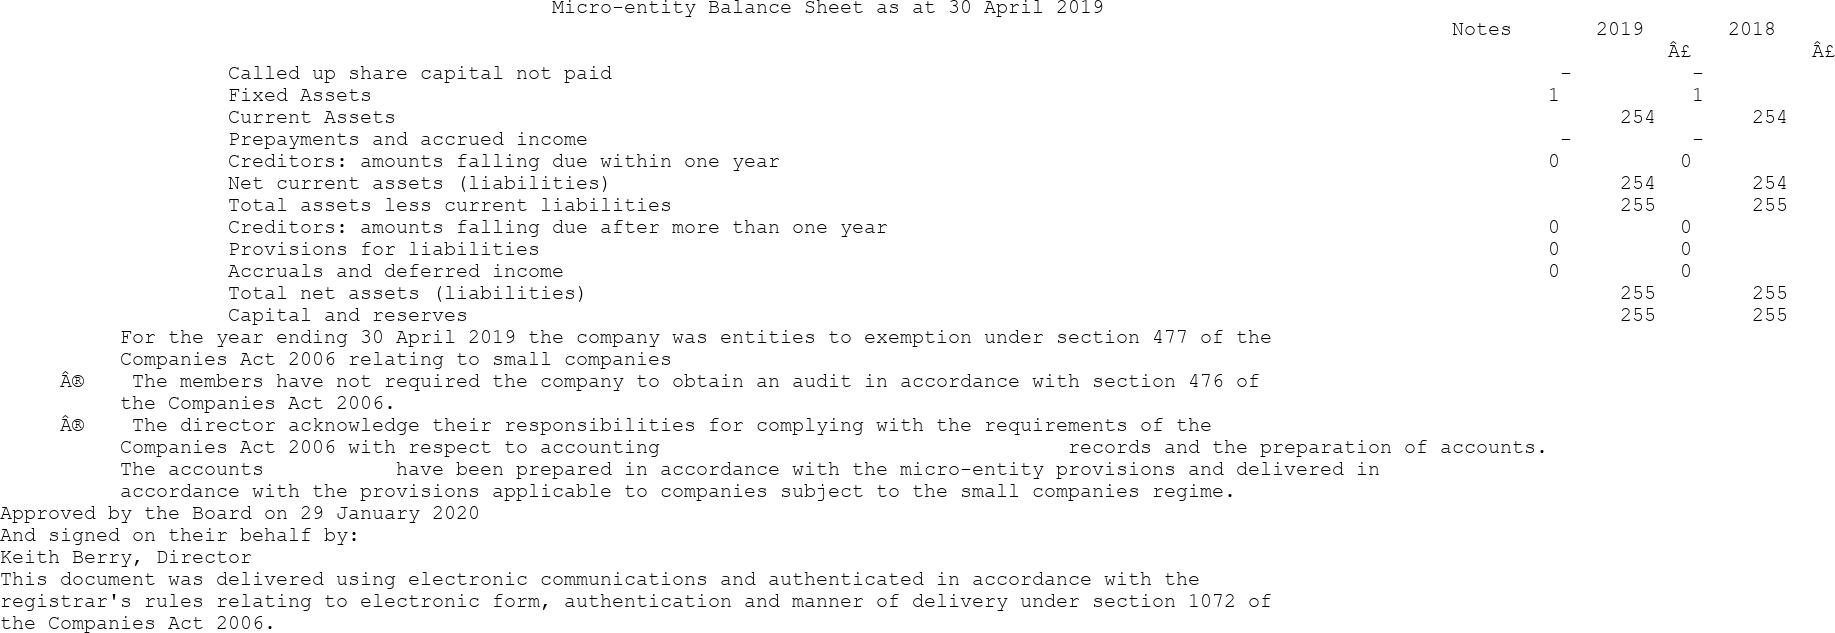 Micro-entity Balance Sheet as at 30 April 2019
Notes 2019 2018
Â£ Â£
Called up share capital not paid - -
Fixed Assets 1 1
Current Assets 254 254
Prepayments and accrued income - -
Creditors: amounts falling due within one year 0 0
Net current assets (liabilities) 254 254
Total assets less current liabilities 255 255
Creditors: amounts falling due after more than one year 0 0
Provisions for liabilities 0 0
Accruals and deferred income 0 0
Total net assets (liabilities) 255 255
Capital and reserves 255 255
For the year ending 30 April 2019 the company was entities to exemption under section 477 of the
Companies Act 2006 relating to small companies
Â® The members have not required the company to obtain an audit in accordance with section 476 of
the Companies Act 2006.
Â® The director acknowledge their responsibilities for complying with the requirements of the
Companies Act 2006 with respect to accounting records and the preparation of accounts.
The accounts have been prepared in accordance with the micro-entity provisions and delivered in
accordance with the provisions applicable to companies subject to the small companies regime.
Approved by the Board on 29 January 2020
And signed on their behalf by:
Keith Berry, Director
This document was delivered using electronic communications and authenticated in accordance with the
registrar's rules relating to electronic form, authentication and manner of delivery under section 1072 of
the Companies Act 2006.